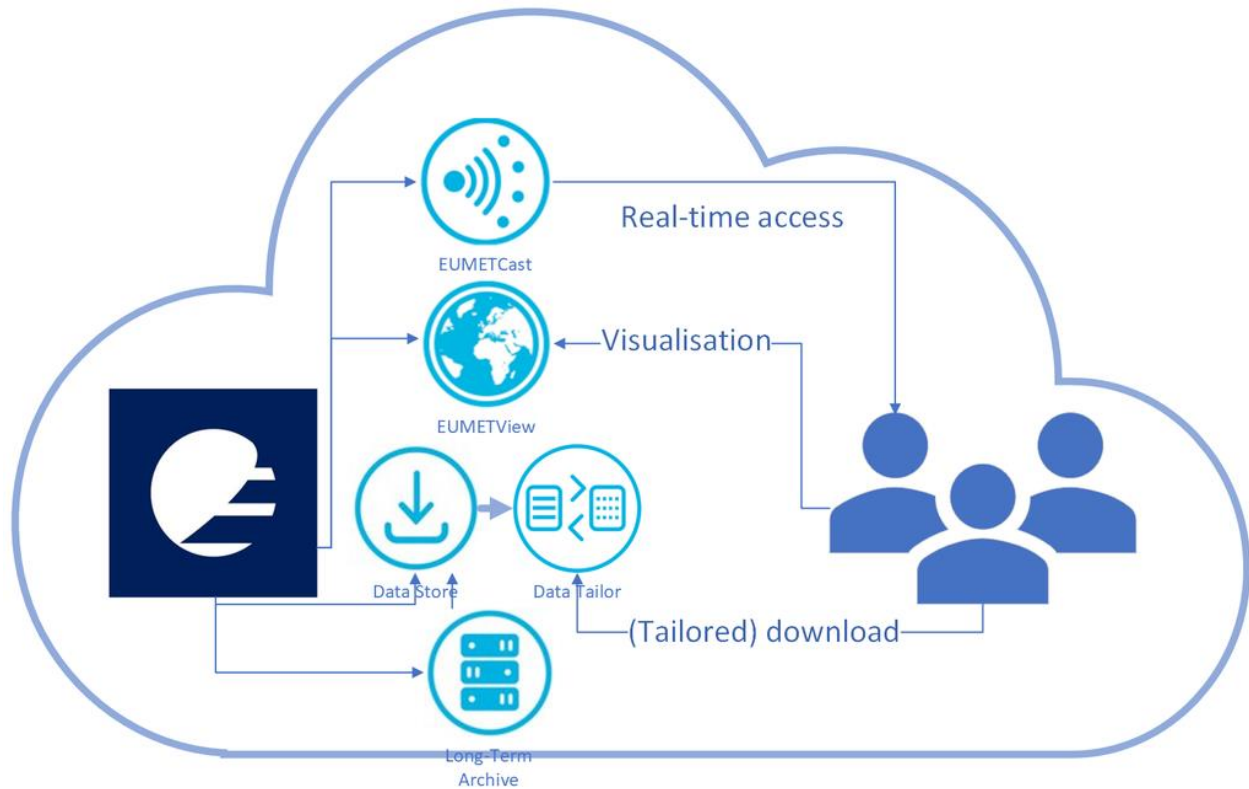 Real-time access
EUMETCast
Visualisation
EUMETView
Data Store
Data Tailor
(Tailored) download
Long-Term
Archive